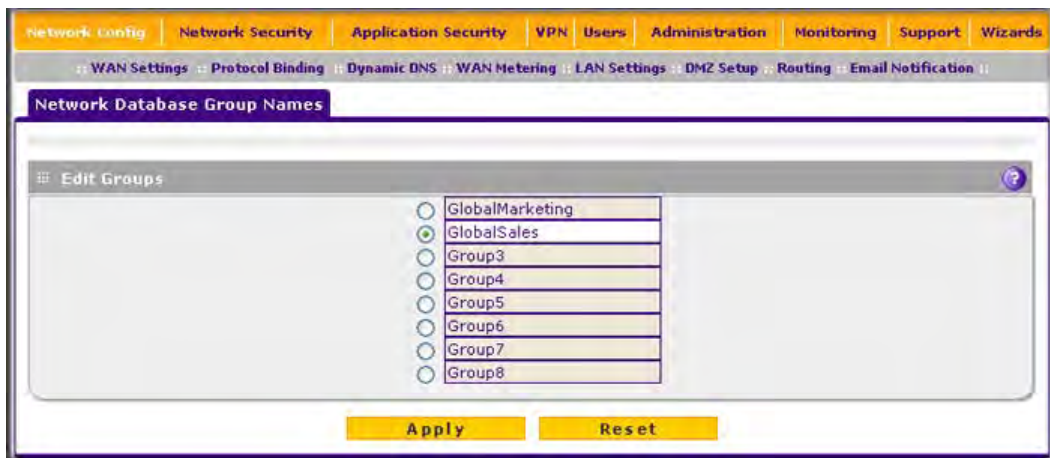 Network Config Network Security Application Security VPN Users Administration Monitoring Support Wizards
:: WAN Settings :: Protocol Binding :: Dynamic DNS :: WAN Metering :: LAN Settings :: DMZ Setup :: Routing :: Email Notification ::
Network Database Group Names
Edit Groups ?
GlobalMarketing
GlobalSales
Group3
Group4
Group5
Group6
Group7
Group8
Apply Reset